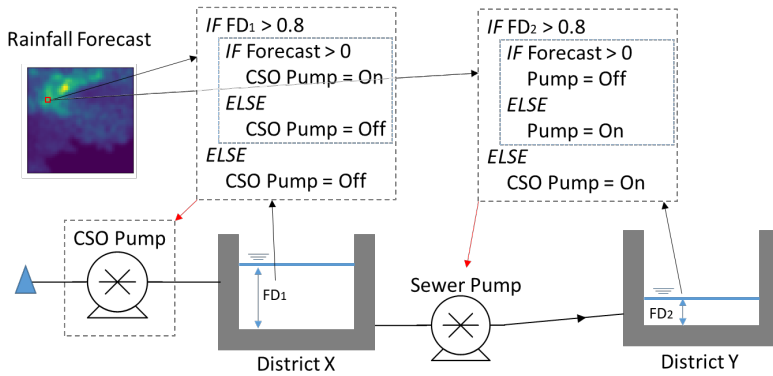 Rainfall Forecast
IF FD1 > 0.8
IF Forecast > 0
CSO Pump = On
ELSE
CSO Pump = Off
ELSE
CSO Pump = Off
IF FD2 > 0.8
IF Forecast > 0
Pump = Off
ELSE
Pump = On
ELSE
CSO Pump = On
CSO Pump
FD1
District X
Sewer Pump
FD2
District Y